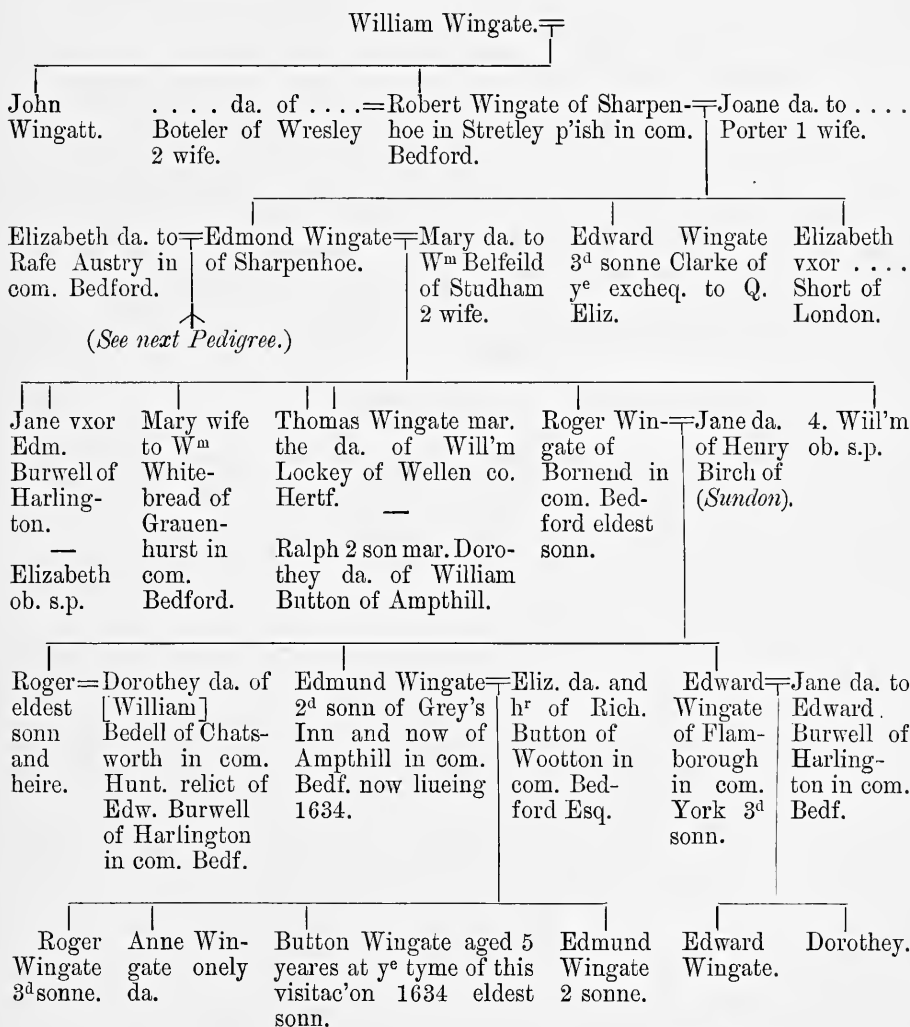 William Wingate.
John
Wingatt.
. . . . da. of . . . .
Boteler of Wresley
2 wife.
Robert Wingate of Sharpen-
hoe in Stretley p'ish in com.
Bedford.
Joane da. to . . . .
Porter 1 wife.
Elizabeth da. to
Rafe Austry in
com. Bedford.
Edmond Wingate
of Sharpenhoe.
Mary da. to
Wm Belfeild
of Studham
2 wife.
Edward Wingate
3d sonne Clarke of
ye excheq. to Q.
Eliz.
Elizabeth
vxor . . . .
Short of
London.
(See next Pedigree.)
Jane vxor
Edm.
Burwell of
Harling-
ton.
—
Elizabeth
ob. s.p.
Mary wife
to Wm
White-
bread of
Grauen-
hurst in
com.
Bedford.
Thomas Wingate mar.
the da. of Will'm
Lockey of Wellen co.
Hertf.
—
Ralph 2 son mar. Doro-
they da. of William
Button of Ampthill.
Roger Win-
gate of
Bornend in
com. Bed-
ford eldest
sonn.
Jane da.
of Henry
Birch of
(Sundon).
4. Will'm
ob. s.p.
Roger
eldest
sonn
and
heire.
Dorothey da. of
[William]
Bedell of Chats-
worth in com.
Hunt. relict of
Edw. Burwell
of Harlington
in com. Bedf.
Edmund Wingate
2d sonn of Grey's
Inn and now of
Ampthill in com.
Bedf. now liueing
1634.
Eliz. da. and
hr of Rich.
Button of
Wootton in
com. Bed-
ford Esq.
Edward
Wingate
of Flam-
borough
in com.
York 3d
sonn.
Jane da. to
Edward
Burwell of
Harling-
ton in com.
Bedf.
Roger
Wingate
3d sonne.
Anne Win-
gate onely
da.
Button Wingate aged 5
yeares at ye tyme of this
visitac'on 1634 eldest
sonn.
Edmund
Wingate
2 sonne.
Edward
Wingate.
Dorothey.